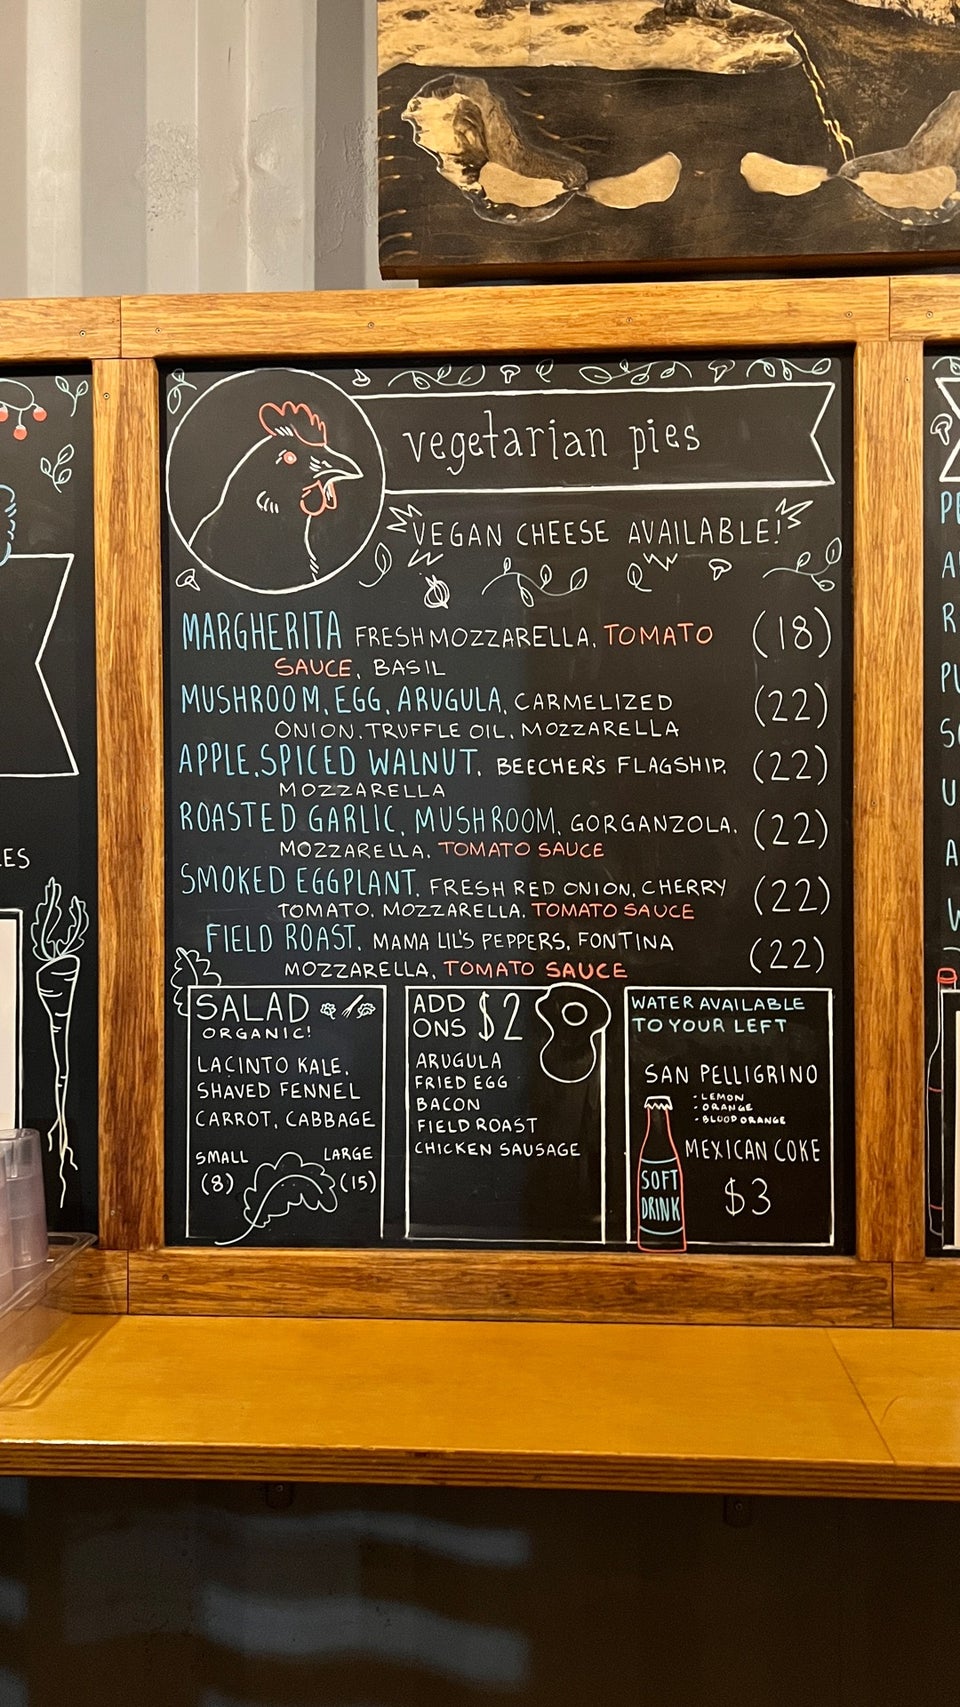 vegetarian pies
VEGAN CHEESE AVAILABLE!
MARGHERITA FRESH MOZZARELLA, TOMATO (18)
SAUCE, BASIL
MUSHROOM, EGG, ARUGULA, CARMELIZED (22)
ONION, TRUFFLE OIL, MOZZARELLA
APPLE, SPICED WALNUT, BEECHER'S FLAGSHIP, (22)
MOZZARELLA
ROASTED GARLIC, MUSHROOM, GORGANZOLA, (22)
MOZZARELLA, TOMATO SAUCE
SMOKED EGGPLANT, FRESH RED ONION, CHERRY (22)
TOMATO, MOZZARELLA, TOMATO SAUCE
FIELD ROAST, MAMA LIL'S PEPPERS, FONTINA (22)
MOZZARELLA, TOMATO SAUCE
SALAD
ORGANIC!
LACINTO KALE,
SHAVED FENNEL
CARROT, CABBAGE
SMALL LARGE
(8) (15)
ADD
ONS $2
ARUGULA
FRIED EGG
BACON
FIELD ROAST
CHICKEN SAUSAGE
WATER AVAILABLE
TO YOUR LEFT
SAN PELLIGRINO
- LEMON
- ORANGE
- BLOOD ORANGE
MEXICAN COKE
$3
SOFT
DRINK